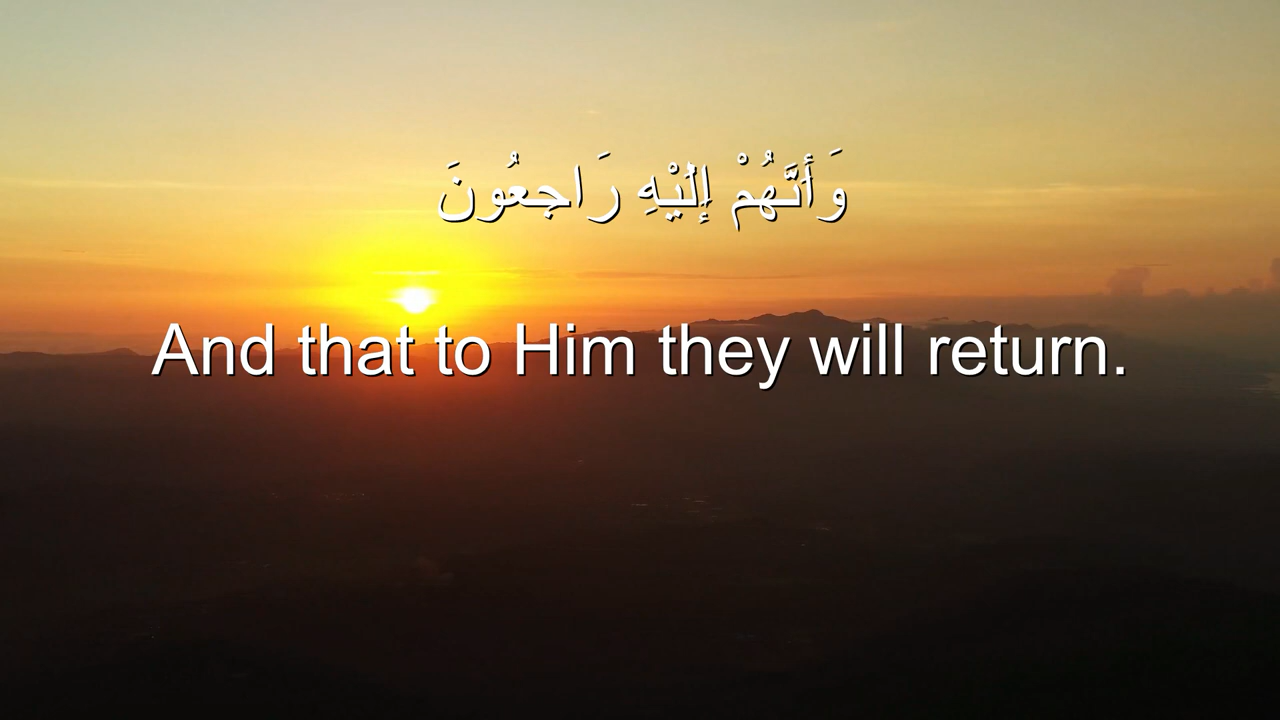 وَأَنَّهُمْ إِلَيْهِ رَاجِعُونَ
And that to Him they will return.